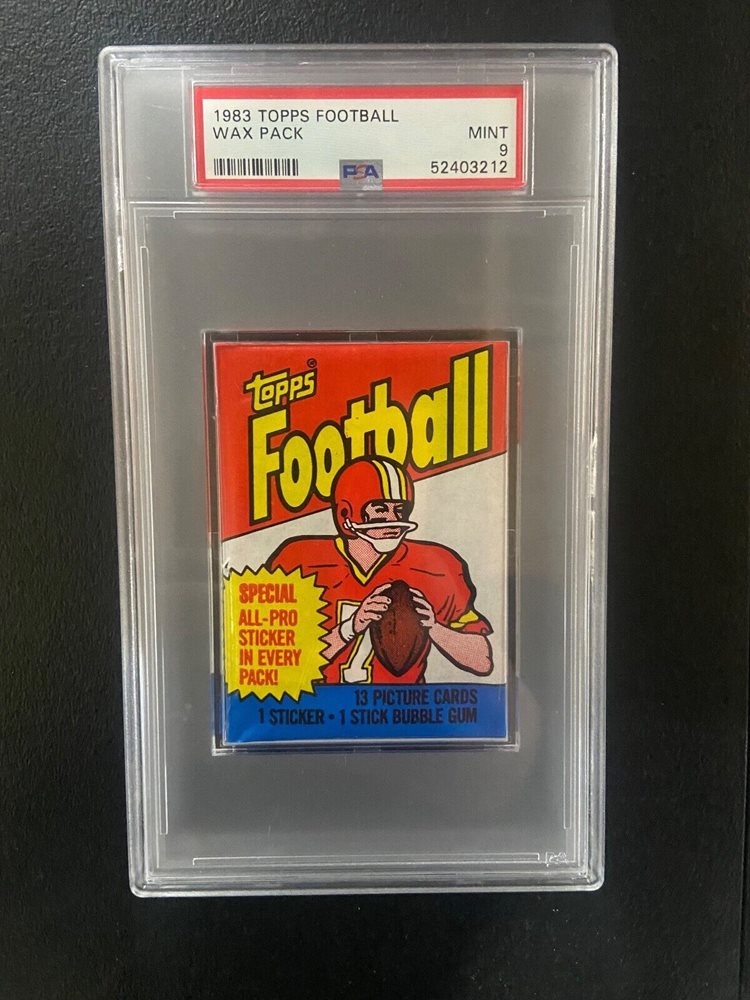 1983 TOPPS FOOTBALL
WAX PACK
MINT
9
PSA
52403212
TOPPS®
Football
SPECIAL
ALL-PRO
STICKER
IN EVERY
PACK!
7
13 PICTURE CARDS
1 STICKER • 1 STICK BUBBLE GUM